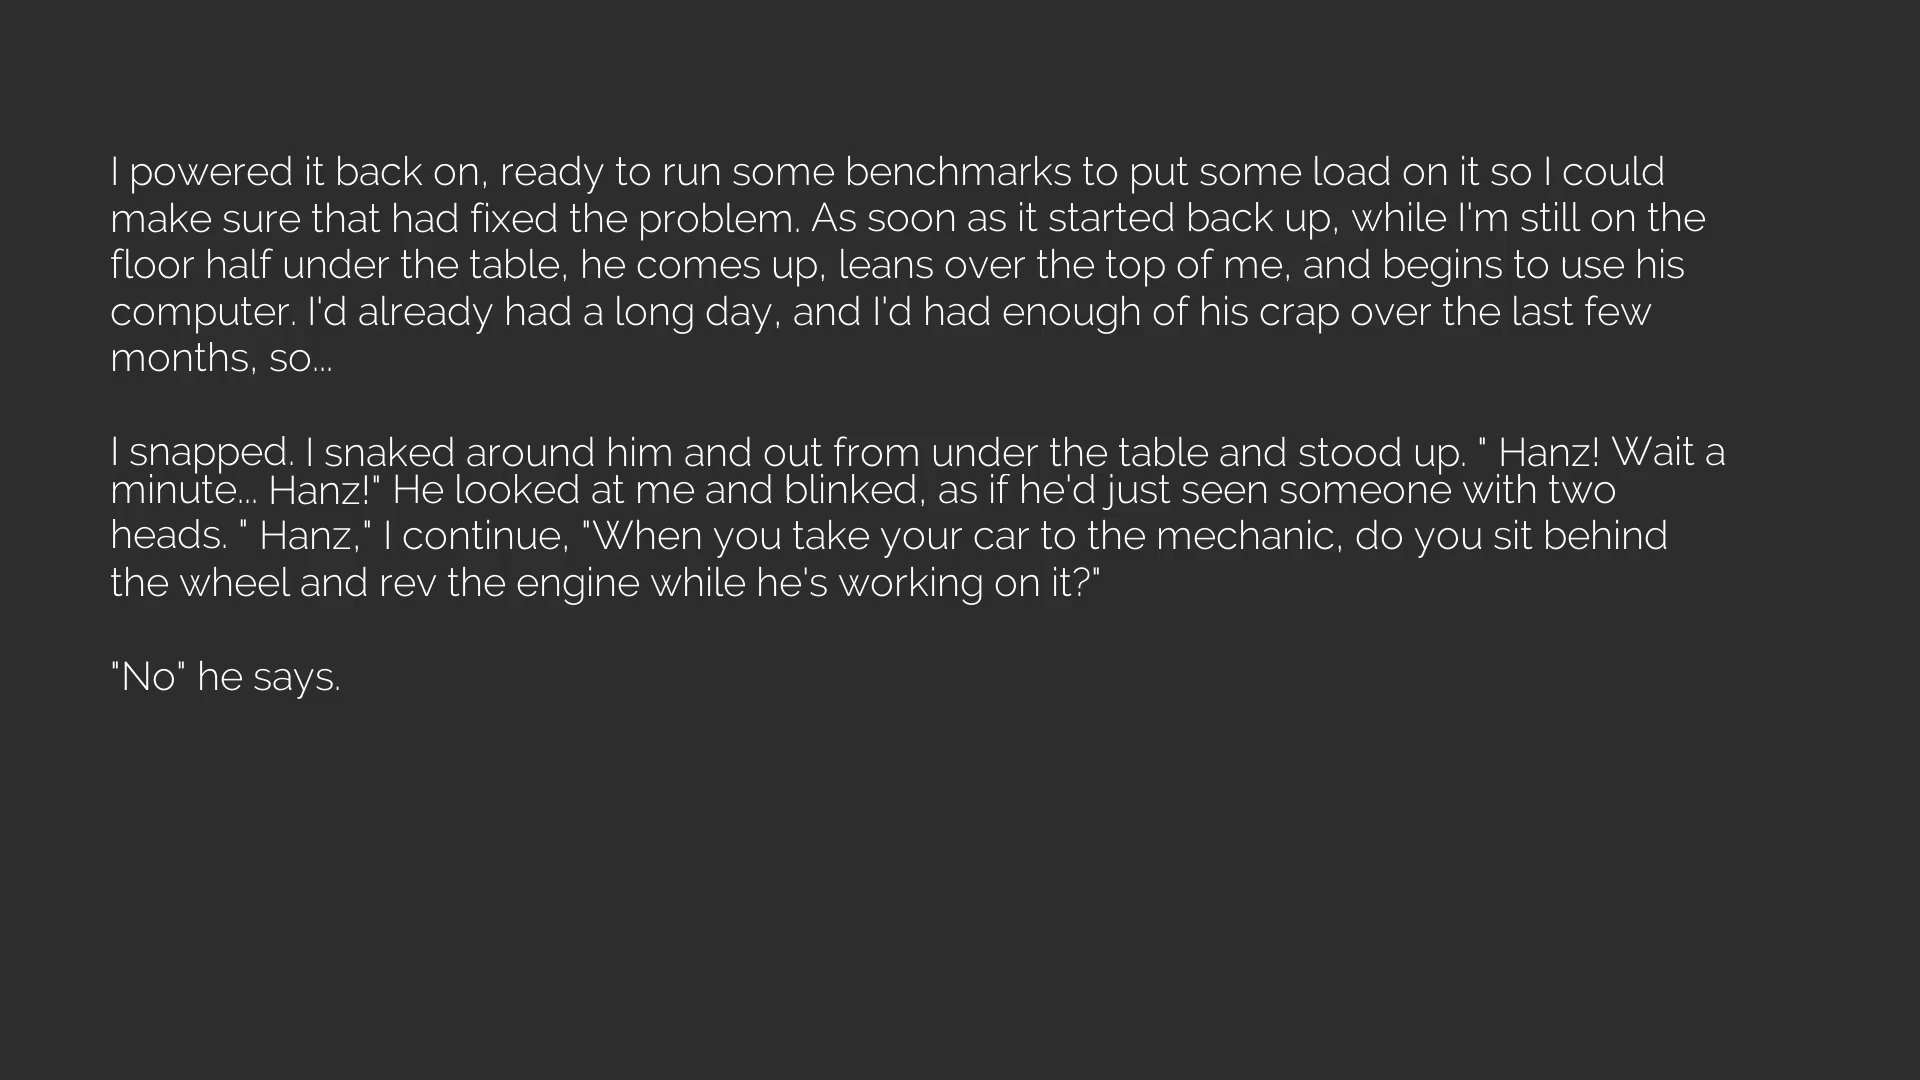 I powered it back on, ready to run some benchmarks to put some load on it so I could
make sure that had fixed the problem. As soon as it started back up, while I'm still on the
floor half under the table, he comes up, leans over the top of me, and begins to use his
computer. I'd already had a long day, and I'd had enough of his crap over the last few
months, so...
I snapped. I snaked around him and out from under the table and stood up. " Hanz! Wait a
minute... Hanz!" He looked at me and blinked, as if he'd just seen someone with two
heads. " Hanz," I continue, "When you take your car to the mechanic, do you sit behind
the wheel and rev the engine while he's working on it?"
"No" he says.